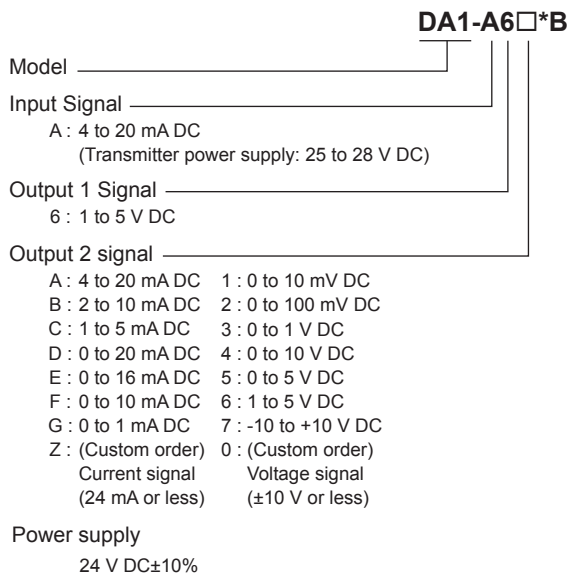 DA1-A6□*B
Model
Input Signal
A : 4 to 20 mA DC
(Transmitter power supply: 25 to 28 V DC)
Output 1 Signal
6 : 1 to 5 V DC
Output 2 signal
A : 4 to 20 mA DC 1 : 0 to 10 mV DC
B : 2 to 10 mA DC 2 : 0 to 100 mV DC
C : 1 to 5 mA DC 3 : 0 to 1 V DC
D : 0 to 20 mA DC 4 : 0 to 10 V DC
E : 0 to 16 mA DC 5 : 0 to 5 V DC
F : 0 to 10 mA DC 6 : 1 to 5 V DC
G : 0 to 1 mA DC 7 : -10 to +10 V DC
Z : (Custom order) 0 : (Custom order)
Current signal Voltage signal
(24 mA or less) (±10 V or less)
Power supply
24 V DC±10%